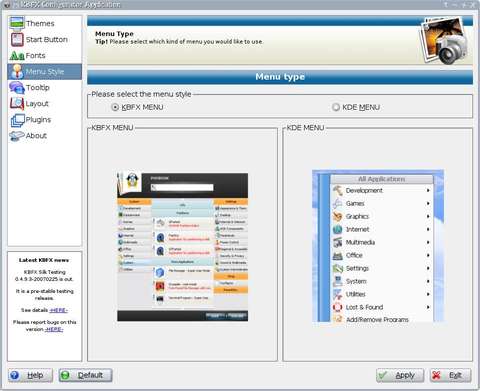 KBFX Configurator Application
Themes
Start Button
Fonts
Menu Style
Tooltip
Layout
Plugins
About
Latest KBFX news
KBFX Silk Testing
0.4.9.3-20070225 is out.
It is a pre-stable testing
release.
See details -HERE-
Please report bugs on this
version -HERE-
Menu Type
Tip! Please select which kind of menu you would like to use.
Menu type
Please select the menu style
KBFX MENU
KDE MENU
KBFX MENU
KDE MENU
All Applications
Development
Games
Graphics
Internet
Multimedia
Office
Settings
System
Utilities
Lost & Found
Add/Remove Programs
Help
Default
Apply
Exit